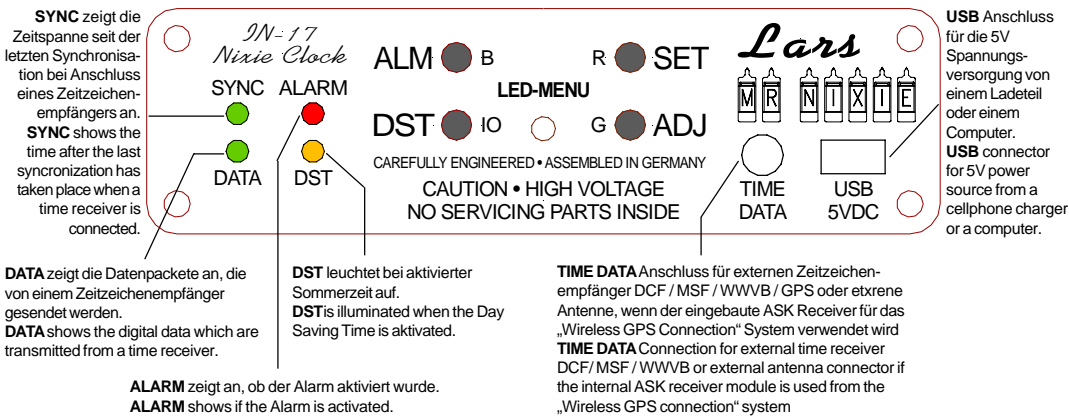 SYNC zeigt die
Zeitspanne seit der
letzten Synchronisa-
tion bei Anschluss
eines Zeitzeichen-
empfängers an.
SYNC shows the
time after the last
syncronization has
taken place when a
time receiver is
connected.
IN-17
Nixie Clock
SYNC ALARM
DATA DST
ALM B
R SET
LED-MENU
DST IO
G ADJ
CAREFULLY ENGINEERED • ASSEMBLED IN GERMANY
CAUTION • HIGH VOLTAGE
NO SERVICING PARTS INSIDE
Lars
MR NIXIE
TIME
DATA
USB
5VDC
USB Anschluss
für die 5V
Spannungs-
versorgung von
einem Ladeteil
oder einem
Computer.
USB connector
for 5V power
source from a
cellphone charger
or a computer.
DATA zeigt die Datenpackete an, die
von einem Zeitzeichenempfänger
gesendet werden.
DATA shows the digital data which are
transmitted from a time receiver.
DST leuchtet bei aktivierter
Sommerzeit auf.
DST is illuminated when the Day
Saving Time is activated.
ALARM zeigt an, ob der Alarm aktiviert wurde.
ALARM shows if the Alarm is activated.
TIME DATA Anschluss für externen Zeitzeichen-
empfänger DCF / MSF / WWVB / GPS oder etxrene
Antenne, wenn der eingebaute ASK Receiver für das
„Wireless GPS Connection“ System verwendet wird
TIME DATA Connection for external time receiver
DCF/ MSF / WWVB or external antenna connector if
the internal ASK receiver module is used from the
„Wireless GPS connection“ system